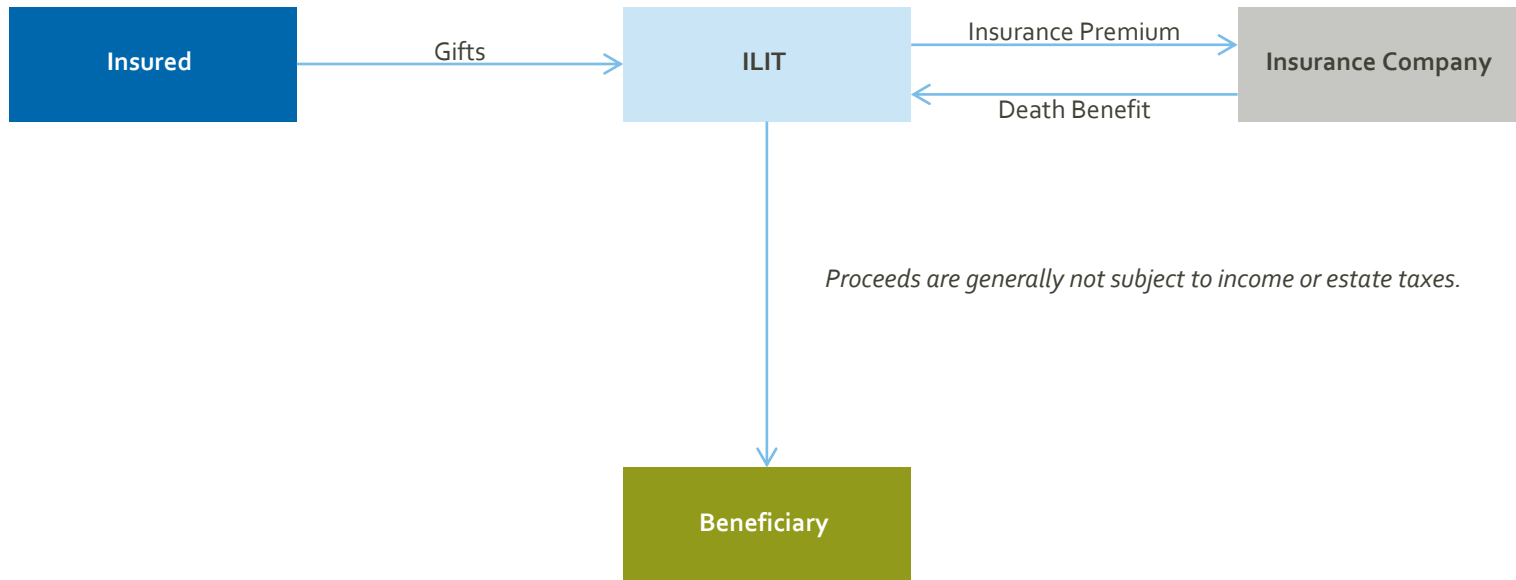 Insured
Gifts
ILIT
Insurance Premium
Death Benefit
Insurance Company
Proceeds are generally not subject to income or estate taxes.
Beneficiary